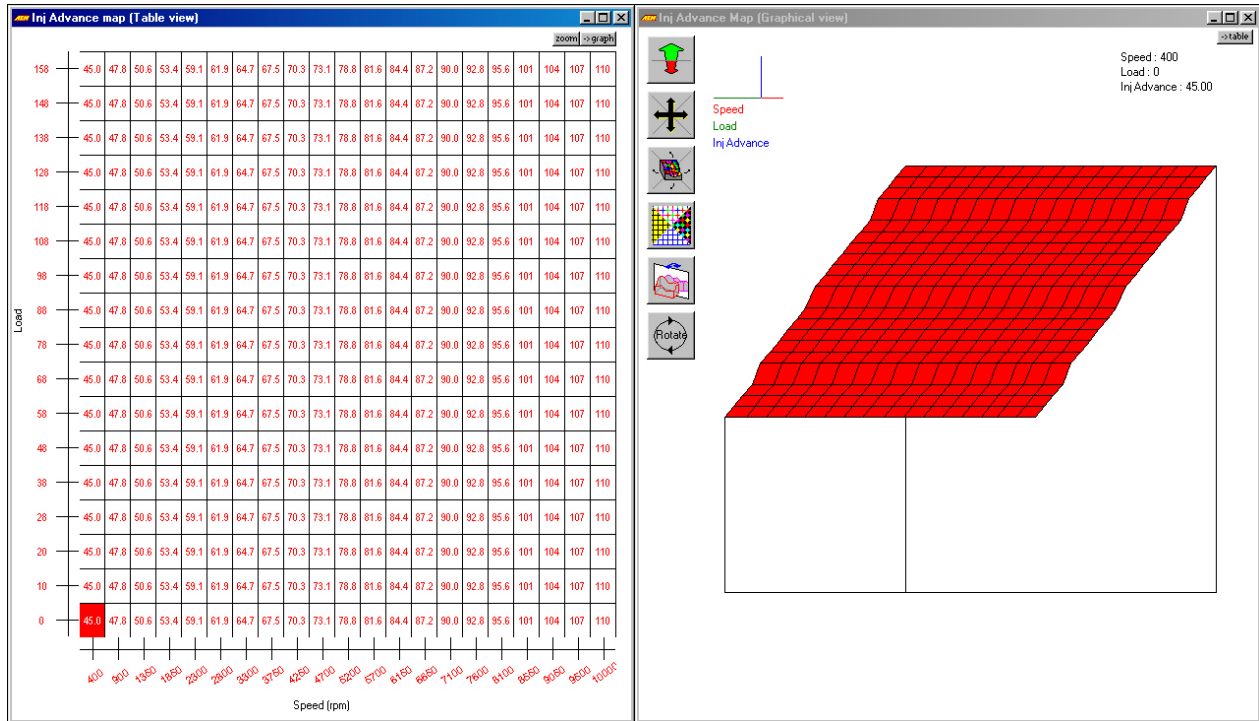 Inj Advance map (Table view)
zoom -> graph
158 45.0 47.8 50.6 53.4 59.1 61.9 64.7 67.5 70.3 73.1 78.8 81.6 84.4 87.2 90.0 92.8 95.6 101 104 107 110
148 45.0 47.8 50.6 53.4 59.1 61.9 64.7 67.5 70.3 73.1 78.8 81.6 84.4 87.2 90.0 92.8 95.6 101 104 107 110
138 45.0 47.8 50.6 53.4 59.1 61.9 64.7 67.5 70.3 73.1 78.8 81.6 84.4 87.2 90.0 92.8 95.6 101 104 107 110
128 45.0 47.8 50.6 53.4 59.1 61.9 64.7 67.5 70.3 73.1 78.8 81.6 84.4 87.2 90.0 92.8 95.6 101 104 107 110
118 45.0 47.8 50.6 53.4 59.1 61.9 64.7 67.5 70.3 73.1 78.8 81.6 84.4 87.2 90.0 92.8 95.6 101 104 107 110
108 45.0 47.8 50.6 53.4 59.1 61.9 64.7 67.5 70.3 73.1 78.8 81.6 84.4 87.2 90.0 92.8 95.6 101 104 107 110
98 45.0 47.8 50.6 53.4 59.1 61.9 64.7 67.5 70.3 73.1 78.8 81.6 84.4 87.2 90.0 92.8 95.6 101 104 107 110
88 45.0 47.8 50.6 53.4 59.1 61.9 64.7 67.5 70.3 73.1 78.8 81.6 84.4 87.2 90.0 92.8 95.6 101 104 107 110
78 45.0 47.8 50.6 53.4 59.1 61.9 64.7 67.5 70.3 73.1 78.8 81.6 84.4 87.2 90.0 92.8 95.6 101 104 107 110
68 45.0 47.8 50.6 53.4 59.1 61.9 64.7 67.5 70.3 73.1 78.8 81.6 84.4 87.2 90.0 92.8 95.6 101 104 107 110
58 45.0 47.8 50.6 53.4 59.1 61.9 64.7 67.5 70.3 73.1 78.8 81.6 84.4 87.2 90.0 92.8 95.6 101 104 107 110
48 45.0 47.8 50.6 53.4 59.1 61.9 64.7 67.5 70.3 73.1 78.8 81.6 84.4 87.2 90.0 92.8 95.6 101 104 107 110
38 45.0 47.8 50.6 53.4 59.1 61.9 64.7 67.5 70.3 73.1 78.8 81.6 84.4 87.2 90.0 92.8 95.6 101 104 107 110
28 45.0 47.8 50.6 53.4 59.1 61.9 64.7 67.5 70.3 73.1 78.8 81.6 84.4 87.2 90.0 92.8 95.6 101 104 107 110
20 45.0 47.8 50.6 53.4 59.1 61.9 64.7 67.5 70.3 73.1 78.8 81.6 84.4 87.2 90.0 92.8 95.6 101 104 107 110
10 45.0 47.8 50.6 53.4 59.1 61.9 64.7 67.5 70.3 73.1 78.8 81.6 84.4 87.2 90.0 92.8 95.6 101 104 107 110
0 45.0 47.8 50.6 53.4 59.1 61.9 64.7 67.5 70.3 73.1 78.8 81.6 84.4 87.2 90.0 92.8 95.6 101 104 107 110
Load
400 900 1350 1850 2300 2800 3300 3750 4250 4700 5200 5700 6150 6650 7100 7600 8100 8550 9050 9500 10000
Speed (rpm)
Inj Advance Map (Graphical view)
-> table
Speed : 400
Load : 0
Inj Advance : 45.00
Speed
Load
Inj Advance
Rotate